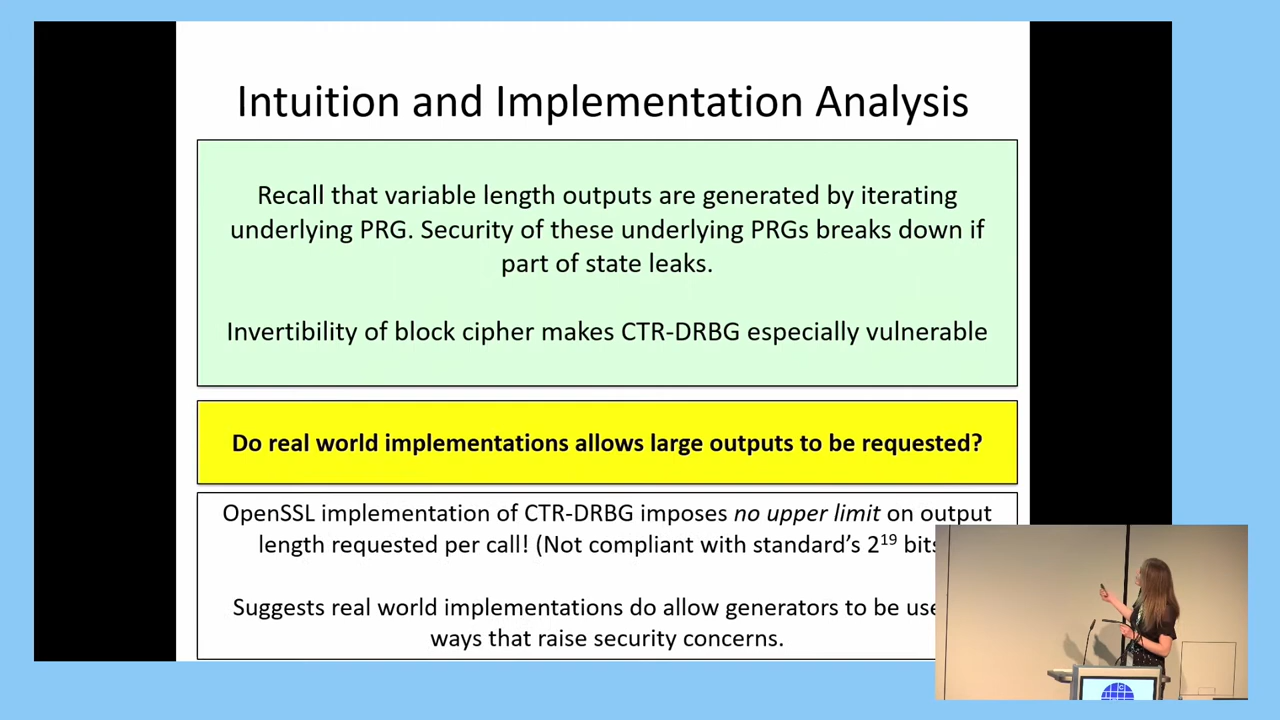 Intuition and Implementation Analysis
Recall that variable length outputs are generated by iterating
underlying PRG. Security of these underlying PRGs breaks down if
part of state leaks.
Invertibility of block cipher makes CTR-DRBG especially vulnerable
Do real world implementations allows large outputs to be requested?
OpenSSL implementation of CTR-DRBG imposes no upper limit on output
length requested per call! (Not compliant with standard's 2¹⁹ bits
Suggests real world implementations do allow generators to be
ways that raise security concerns.